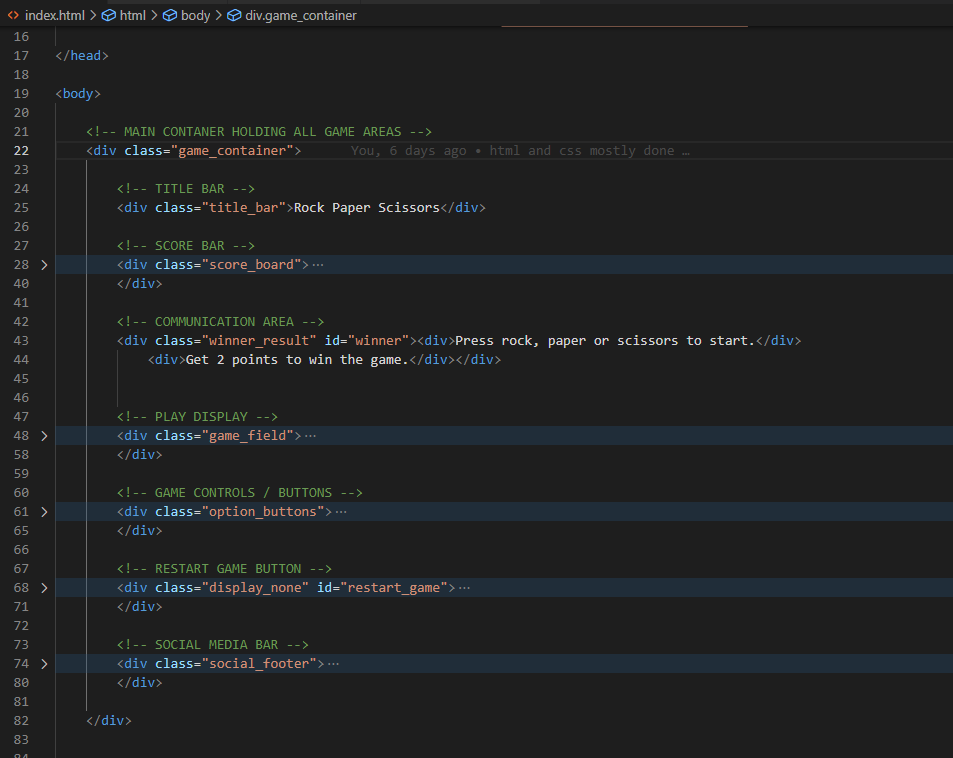 index.html > html > body > div.game_container
16
17 </head>
18
19 <body>
20
21 <!-- MAIN CONTANER HOLDING ALL GAME AREAS -->
22 <div class="game_container"> You, 6 days ago • html and css mostly done …
23
24 <!-- TITLE BAR -->
25 <div class="title_bar">Rock Paper Scissors</div>
26
27 <!-- SCORE BAR -->
28 <div class="score_board">…
40 </div>
41
42 <!-- COMMUNICATION AREA -->
43 <div class="winner_result" id="winner"><div>Press rock, paper or scissors to start.</div>
44 <div>Get 2 points to win the game.</div></div>
45
46
47 <!-- PLAY DISPLAY -->
48 <div class="game_field">…
58 </div>
59
60 <!-- GAME CONTROLS / BUTTONS -->
61 <div class="option_buttons">…
65 </div>
66
67 <!-- RESTART GAME BUTTON -->
68 <div class="display_none" id="restart_game">…
71 </div>
72
73 <!-- SOCIAL MEDIA BAR -->
74 <div class="social_footer">…
80 </div>
81
82 </div>
83
84